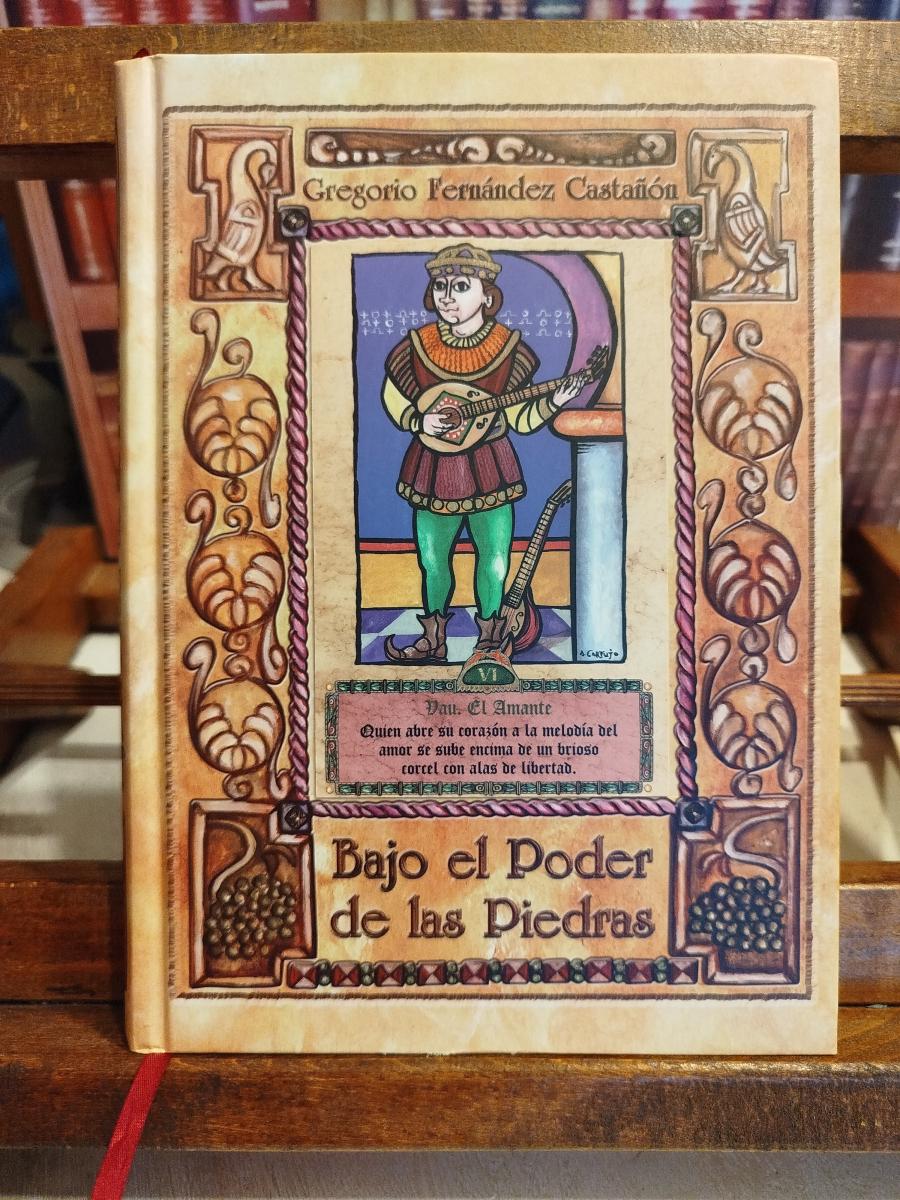 Gregorio Fernández Castañón
A CARRUJO
VI
Vau. El Amante
Quien abre su corazón a la melodía del
amor se sube encima de un brioso
corcel con alas de libertad.
Bajo el Poder
de las Piedras